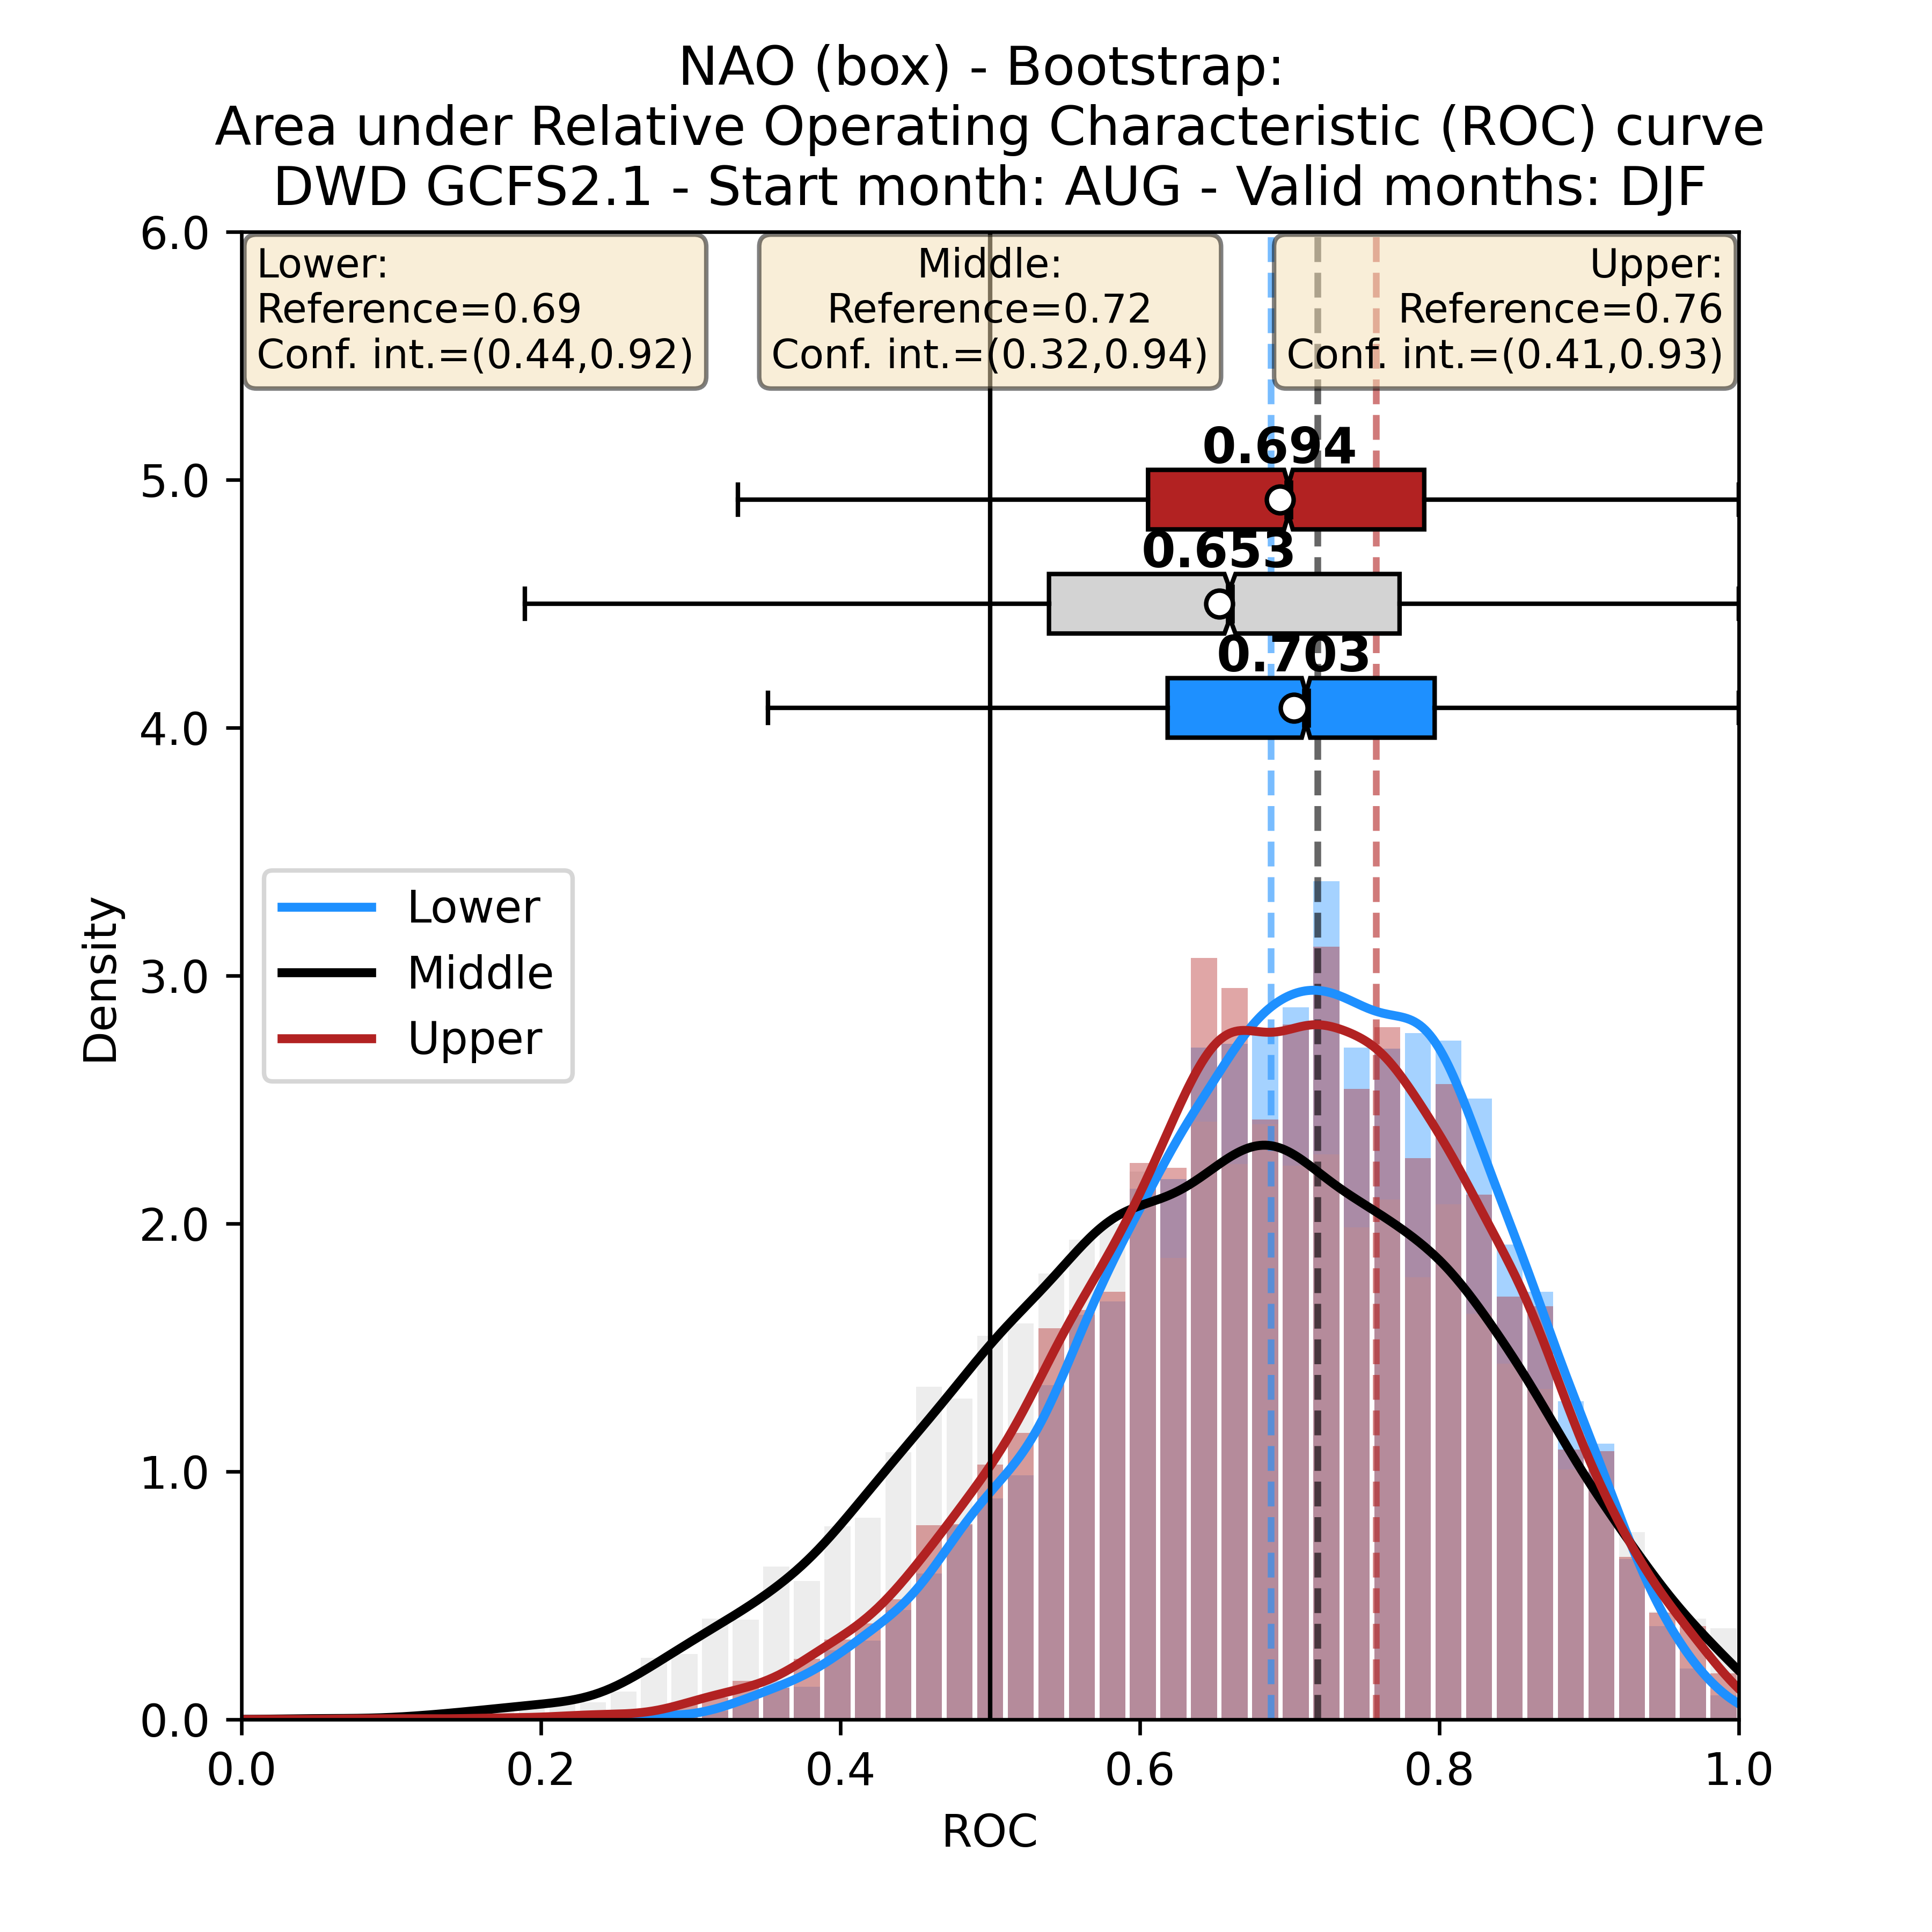 NAO (box) - Bootstrap:
Area under Relative Operating Characteristic (ROC) curve
DWD GCFS2.1 - Start month: AUG - Valid months: DJF
Lower:
Reference=0.69
Conf. int.=(0.44,0.92)
Middle:
Reference=0.72
Conf. int.=(0.32,0.94)
Upper:
Reference=0.76
Conf. int.=(0.41,0.93)
0.694
0.653
0.703
Lower
Middle
Upper
Density
6.0
5.0
4.0
3.0
2.0
1.0
0.0
0.0 0.2 0.4 0.6 0.8 1.0
ROC